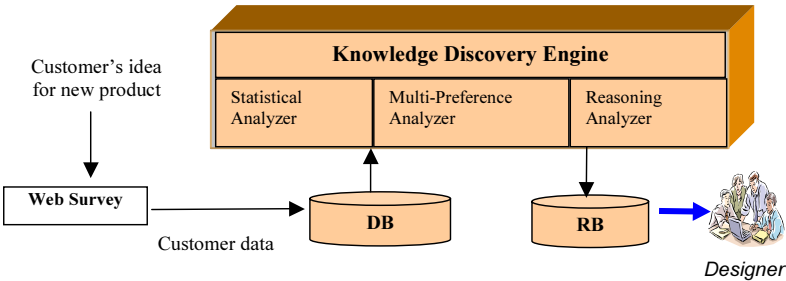 Knowledge Discovery Engine
Customer's idea
for new product
Statistical
Analyzer
Multi-Preference
Analyzer
Reasoning
Analyzer
Web Survey
Customer data
DB
RB
Designer